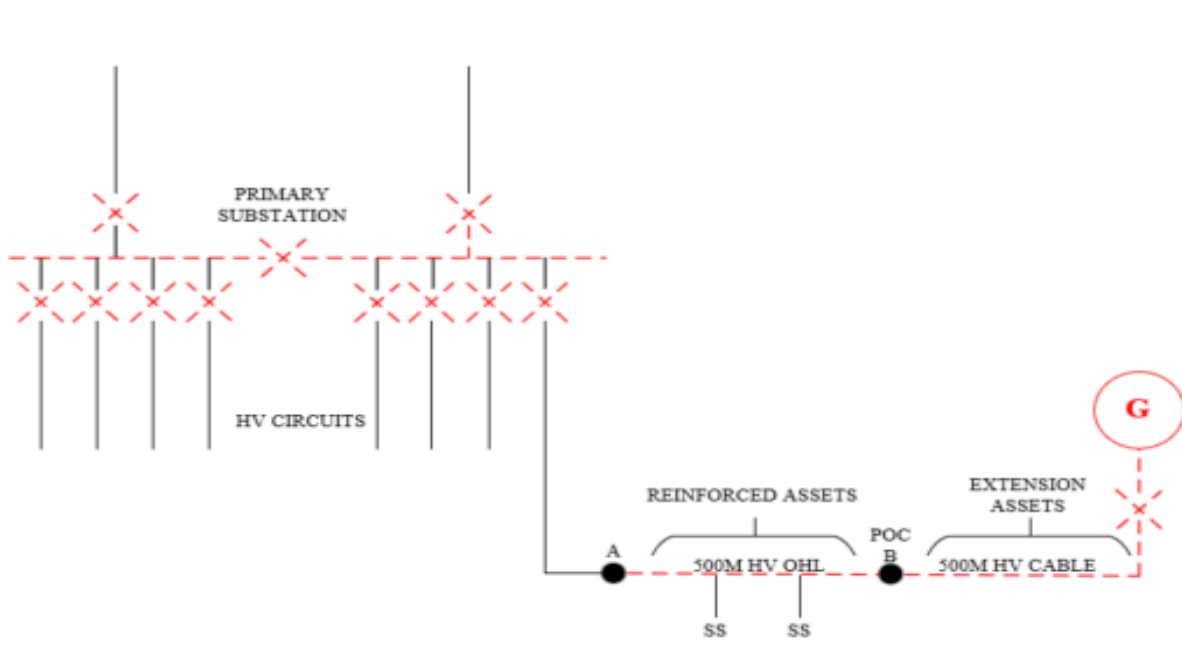 PRIMARY
SUBSTATION
HV CIRCUITS
G
REINFORCED ASSETS
EXTENSION
ASSETS
A
POC
B
500M HV OHL
500M HV CABLE
SS
SS